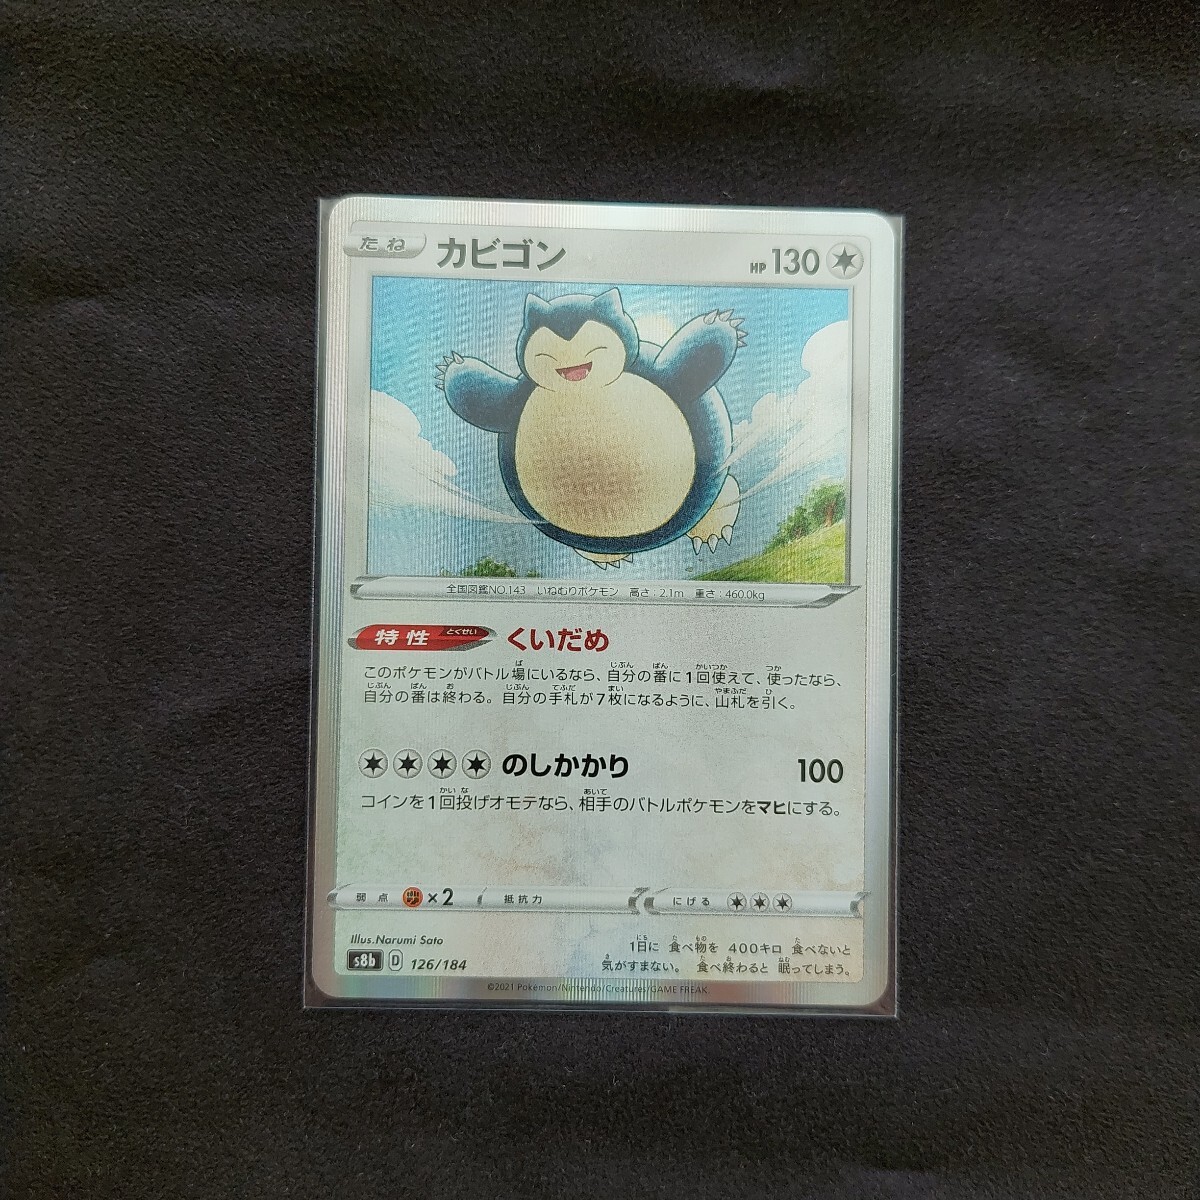 たね カビゴン HP 130
全国図鑑NO.143 いねむりポケモン 高さ：2.1m 重さ：460.0kg
特性 とくせい くいだめ
このポケモンがバトル場にいるなら、自分の番に1回使えて、使ったなら、
自分の番は終わる。自分の手札が7枚になるように、山札を引く。
のしかかり 100
コインを1回投げオモテなら、相手のバトルポケモンをマヒにする。
弱点 ×2 抵抗力 にげる
Illus.Narumi Sato
s8b D 126/184
1日に 食べ物を 400キロ 食べないと
気がすまない。 食べ終わると 眠ってしまう。
©2021 Pokémon/Nintendo/Creatures/GAME FREAK.